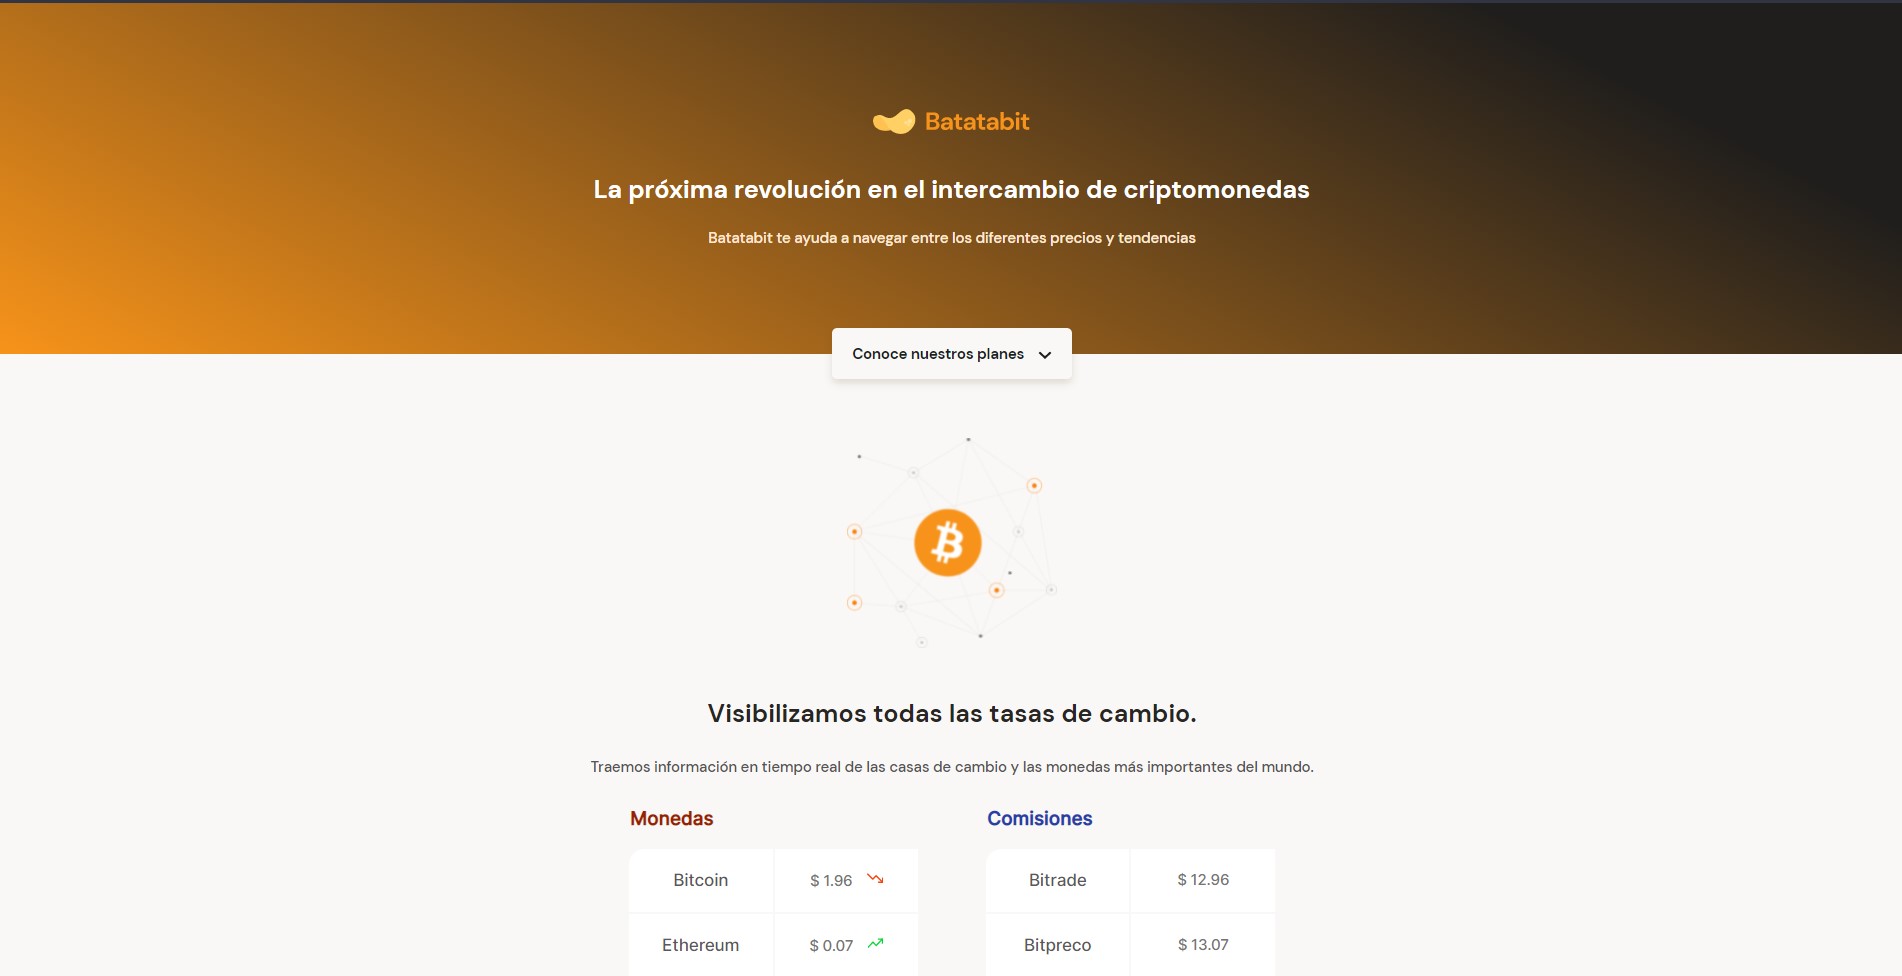 Batatabit
La próxima revolución en el intercambio de criptomonedas
Batatabit te ayuda a navegar entre los diferentes precios y tendencias
Conoce nuestros planes
Visibilizamos todas las tasas de cambio.
Traemos información en tiempo real de las casas de cambio y las monedas más importantes del mundo.
Monedas
Bitcoin $ 1.96
Ethereum $ 0.07
Comisiones
Bitrade $ 12.96
Bitpreco $ 13.07